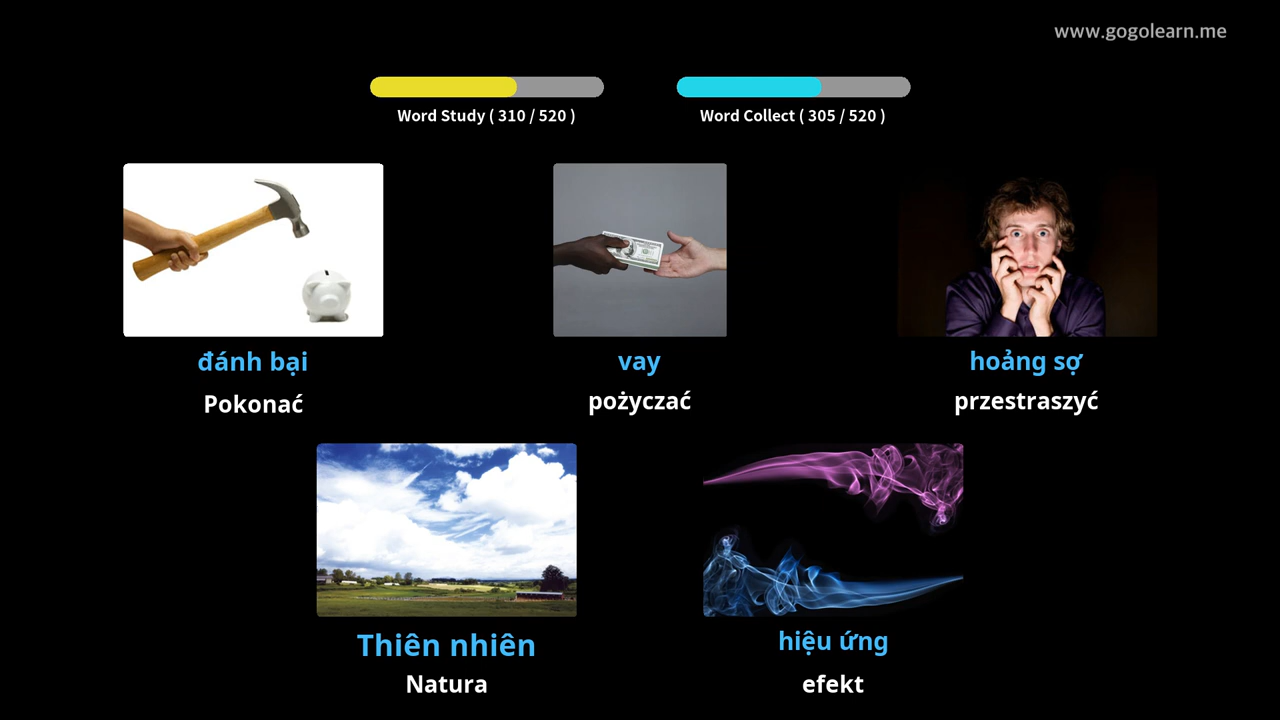 www.gogolearn.me
Word Study ( 310 / 520 )
Word Collect ( 305 / 520 )
đánh bại
Pokonać
vay
pożyczać
hoảng sợ
przestraszyć
Thiên nhiên
Natura
hiệu ứng
efekt